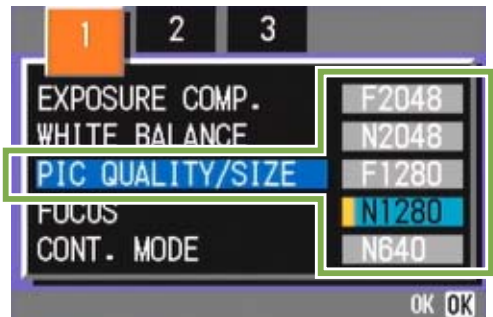 1 2 3
EXPOSURE COMP. F2048
WHITE BALANCE N2048
PIC QUALITY/SIZE F1280
FOCUS N1280
CONT. MODE N640
OK OK